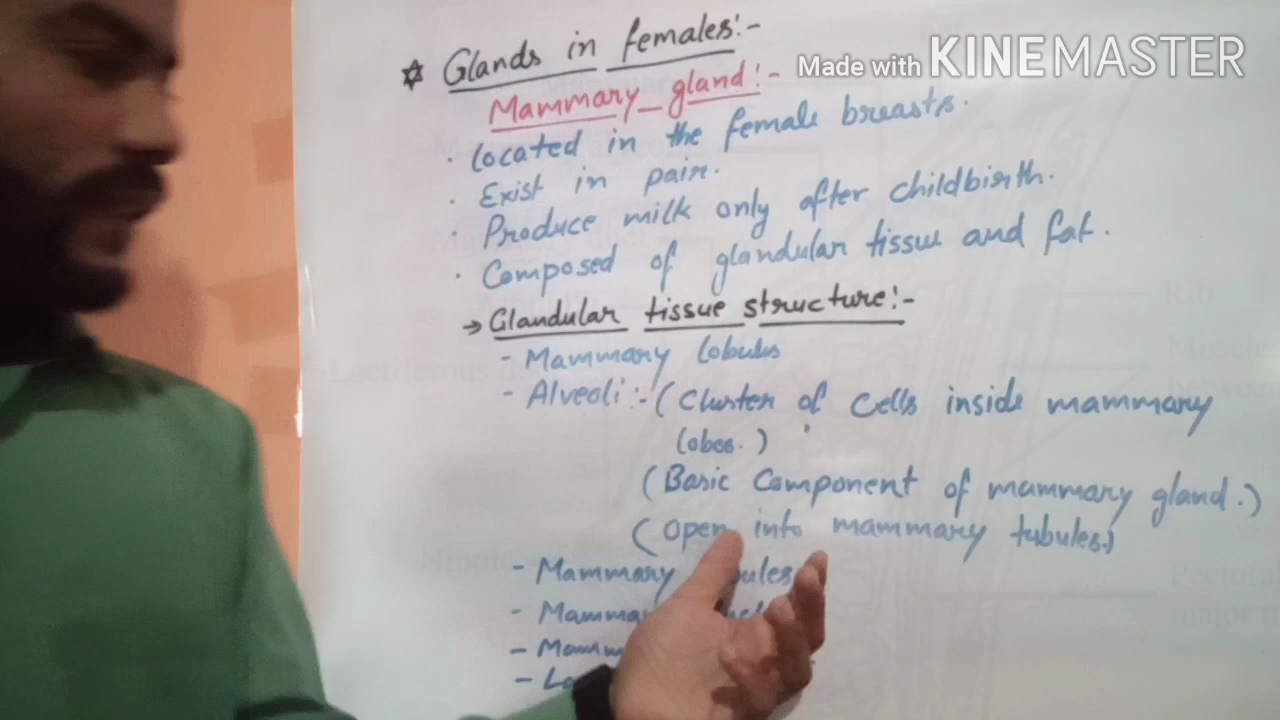 Made with KINEMASTER
☆ Glands in females:-
Mammary gland:-
· Located in the female breasts.
· Exist in pair.
· Produce milk only after childbirth.
· Composed of glandular tissue and fat.
→ Glandular tissue structure:-
- Mammary lobules
- Alveoli:- (Cluster of cells inside mammary
lobes.)
(Basic Component of mammary gland.)
(Open into mammary tubules.)
- Mammary
Rib
Muscle